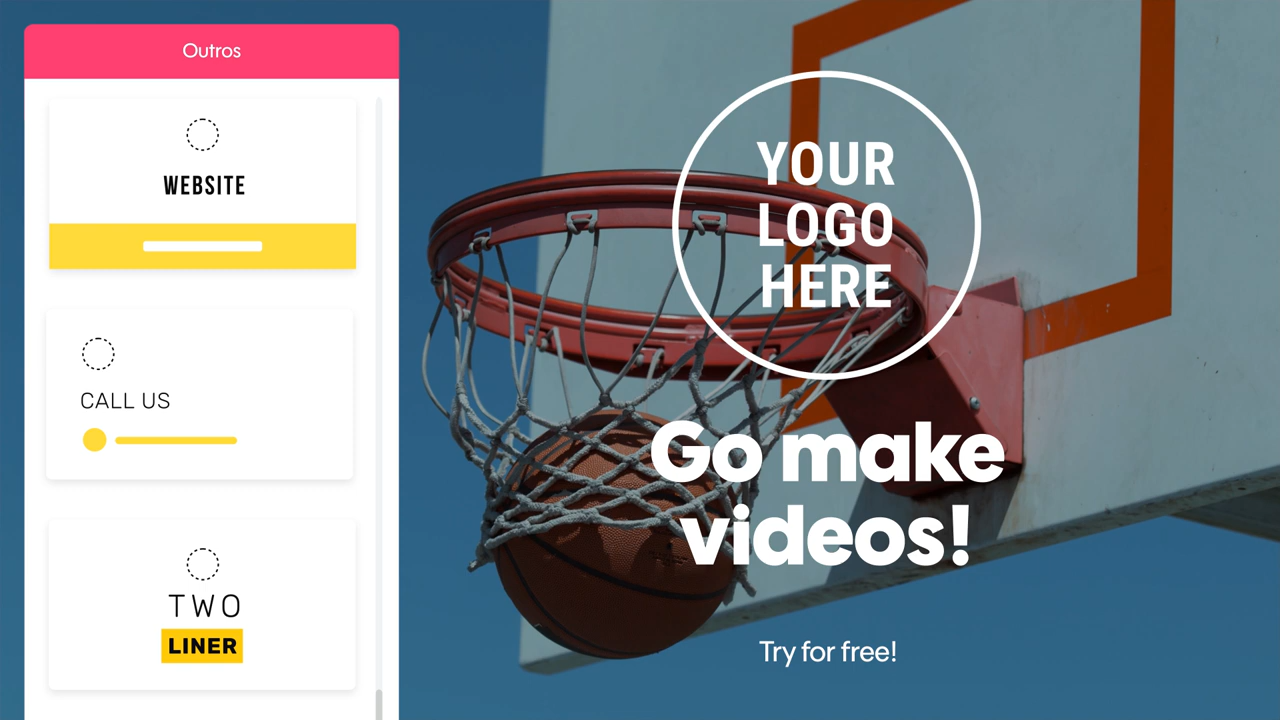 Outros
WEBSITE
CALL US
TWO
LINER
YOUR
LOGO
HERE
Go make
videos!
Try for free!